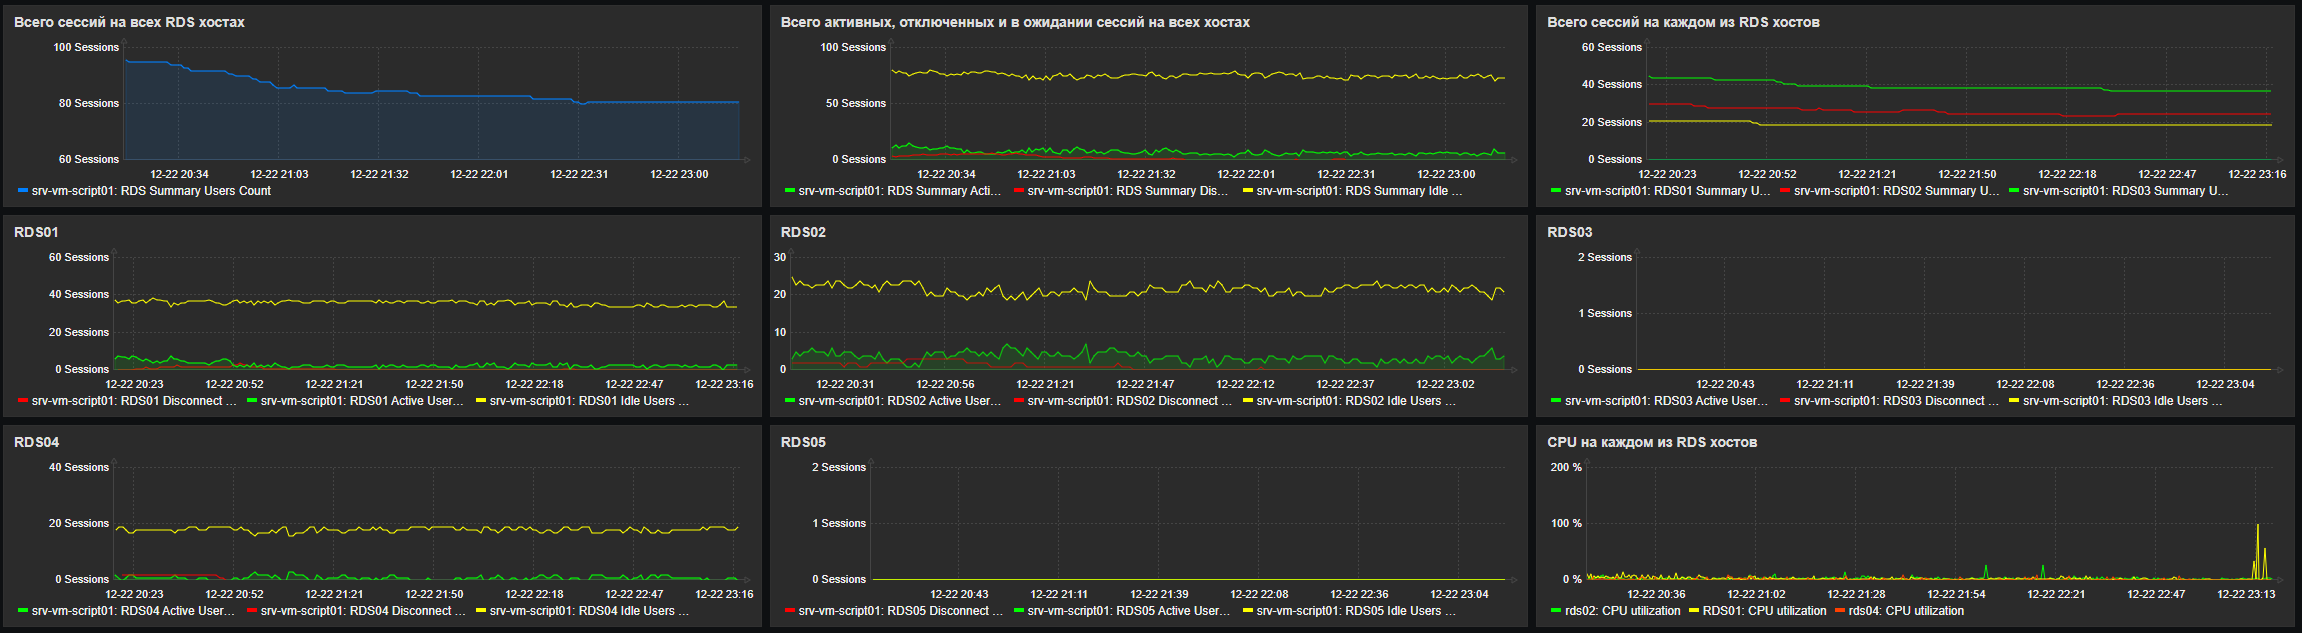 Всего сессий на всех RDS хостах
100 Sessions
80 Sessions
60 Sessions
12-22 20:34 12-22 21:03 12-22 21:32 12-22 22:01 12-22 22:31 12-22 23:00
srv-vm-script01: RDS Summary Users Count
Всего активных, отключенных и в ожидании сессий на всех хостах
100 Sessions
50 Sessions
0 Sessions
12-22 20:34 12-22 21:03 12-22 21:32 12-22 22:01 12-22 22:31 12-22 23:00
srv-vm-script01: RDS Summary Acti... srv-vm-script01: RDS Summary Dis... srv-vm-script01: RDS Summary Idle ...
Всего сессий на каждом из RDS хостов
60 Sessions
40 Sessions
20 Sessions
0 Sessions
12-22 20:23 12-22 20:52 12-22 21:21 12-22 21:50 12-22 22:18 12-22 22:47 12-22 23:16
srv-vm-script01: RDS01 Summary U... srv-vm-script01: RDS02 Summary U... srv-vm-script01: RDS03 Summary U...
RDS01
60 Sessions
40 Sessions
20 Sessions
0 Sessions
12-22 20:23 12-22 20:52 12-22 21:21 12-22 21:50 12-22 22:18 12-22 22:47 12-22 23:16
srv-vm-script01: RDS01 Disconnect ... srv-vm-script01: RDS01 Active User... srv-vm-script01: RDS01 Idle Users ...
RDS02
30
20
10
0
12-22 20:31 12-22 20:56 12-22 21:21 12-22 21:47 12-22 22:12 12-22 22:37 12-22 23:02
srv-vm-script01: RDS02 Active User... srv-vm-script01: RDS02 Disconnect ... srv-vm-script01: RDS02 Idle Users ...
RDS03
2 Sessions
1 Sessions
0 Sessions
12-22 20:43 12-22 21:11 12-22 21:39 12-22 22:08 12-22 22:36 12-22 23:04
srv-vm-script01: RDS03 Active User... srv-vm-script01: RDS03 Disconnect ... srv-vm-script01: RDS03 Idle Users ...
RDS04
40 Sessions
20 Sessions
0 Sessions
12-22 20:23 12-22 20:52 12-22 21:21 12-22 21:50 12-22 22:18 12-22 22:47 12-22 23:16
srv-vm-script01: RDS04 Active User... srv-vm-script01: RDS04 Disconnect ... srv-vm-script01: RDS04 Idle Users ...
RDS05
2 Sessions
1 Sessions
0 Sessions
12-22 20:43 12-22 21:11 12-22 21:39 12-22 22:08 12-22 22:36 12-22 23:04
srv-vm-script01: RDS05 Disconnect ... srv-vm-script01: RDS05 Active User... srv-vm-script01: RDS05 Idle Users ...
CPU на каждом из RDS хостов
200 %
100 %
0 %
12-22 20:36 12-22 21:02 12-22 21:28 12-22 21:54 12-22 22:21 12-22 22:47 12-22 23:13
rds02: CPU utilization RDS01: CPU utilization rds04: CPU utilization